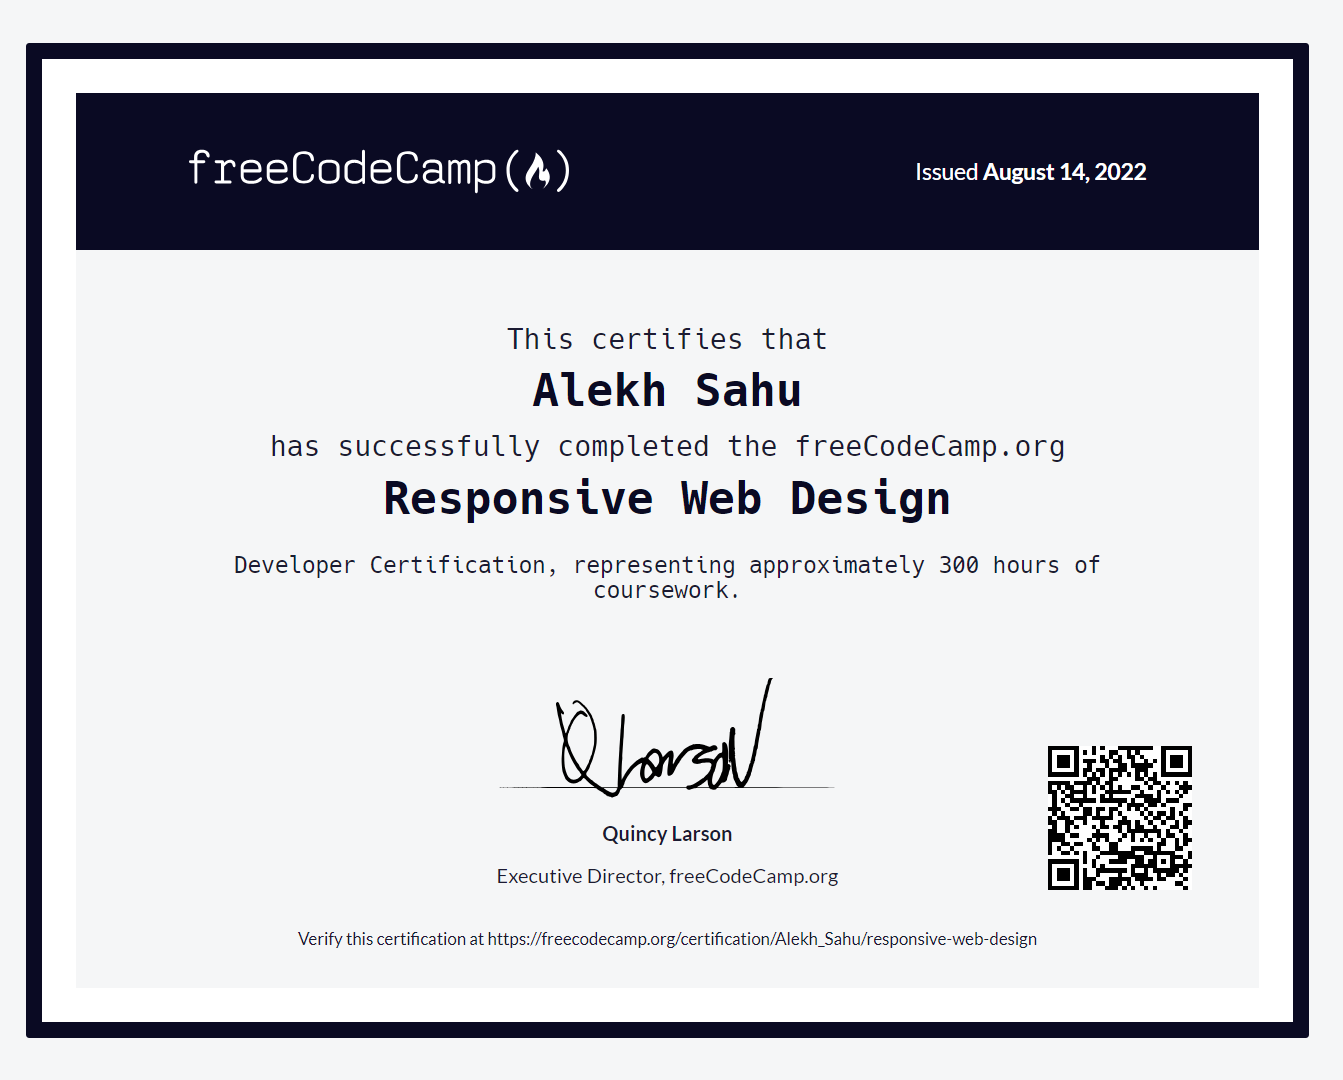 freeCodeCamp(🔥)
Issued August 14, 2022
This certifies that
Alekh Sahu
has successfully completed the freeCodeCamp.org
Responsive Web Design
Developer Certification, representing approximately 300 hours of
coursework.
Q Larson
Quincy Larson
Executive Director, freeCodeCamp.org
Verify this certification at https://freecodecamp.org/certification/Alekh_Sahu/responsive-web-design